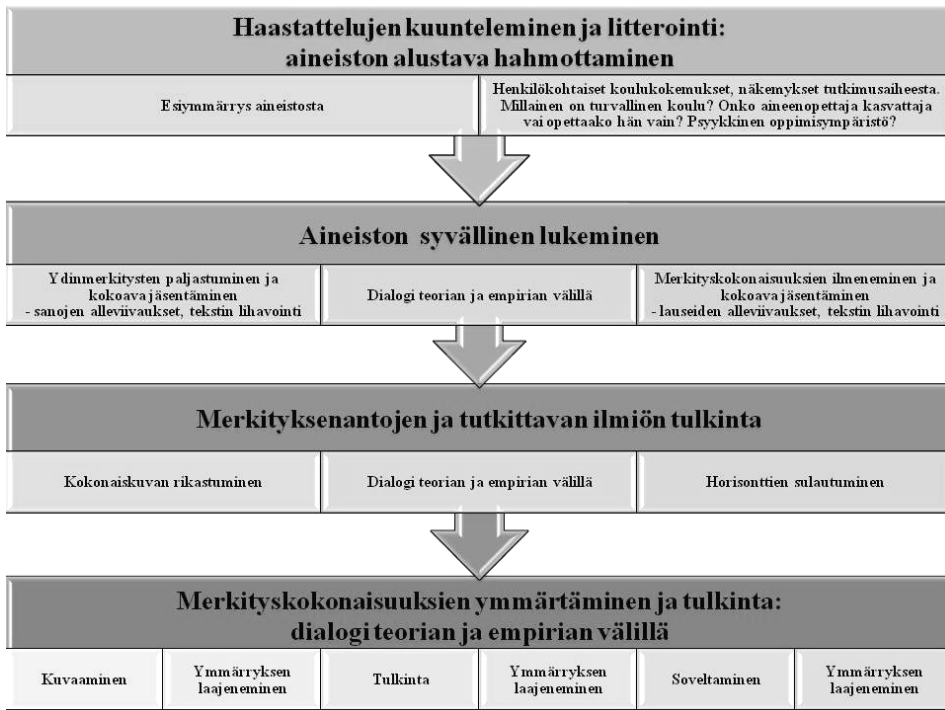 Haastattelujen kuunteleminen ja litterointi:
aineiston alustava hahmottaminen
Esiymmärrys aineistosta
Henkilökohtaiset koulukokemukset, näkemykset tutkimusaiheesta.
Millainen on turvallinen koulu? Onko aineenopettaja kasvattaja
vai opettaako hän vain? Psyykkinen oppimisympäristö?
Aineiston syvällinen lukeminen
Ydinmerkitysten paljastuminen ja
kokoava jäsentäminen
- sanojen alleviivaukset, tekstin lihavointi
Dialogi teorian ja empirian välillä
Merkityskokonaisuuksien ilmeneminen ja
kokoava jäsentäminen
-lauseiden alleviivaukset, tekstin lihavointi
Merkityksenantojen ja tutkittavan ilmiön tulkinta
Kokonaiskuvan rikastuminen
Dialogi teorian ja empirian välillä
Horisonttien sulautuminen
Merkityskokonaisuuksien ymmärtäminen ja tulkinta:
dialogi teorian ja empirian välillä
Kuvaaminen
Ymmärryksen
laajeneminen
Tulkinta
Ymmärryksen
laajeneminen
Soveltaminen
Ymmärryksen
laajeneminen